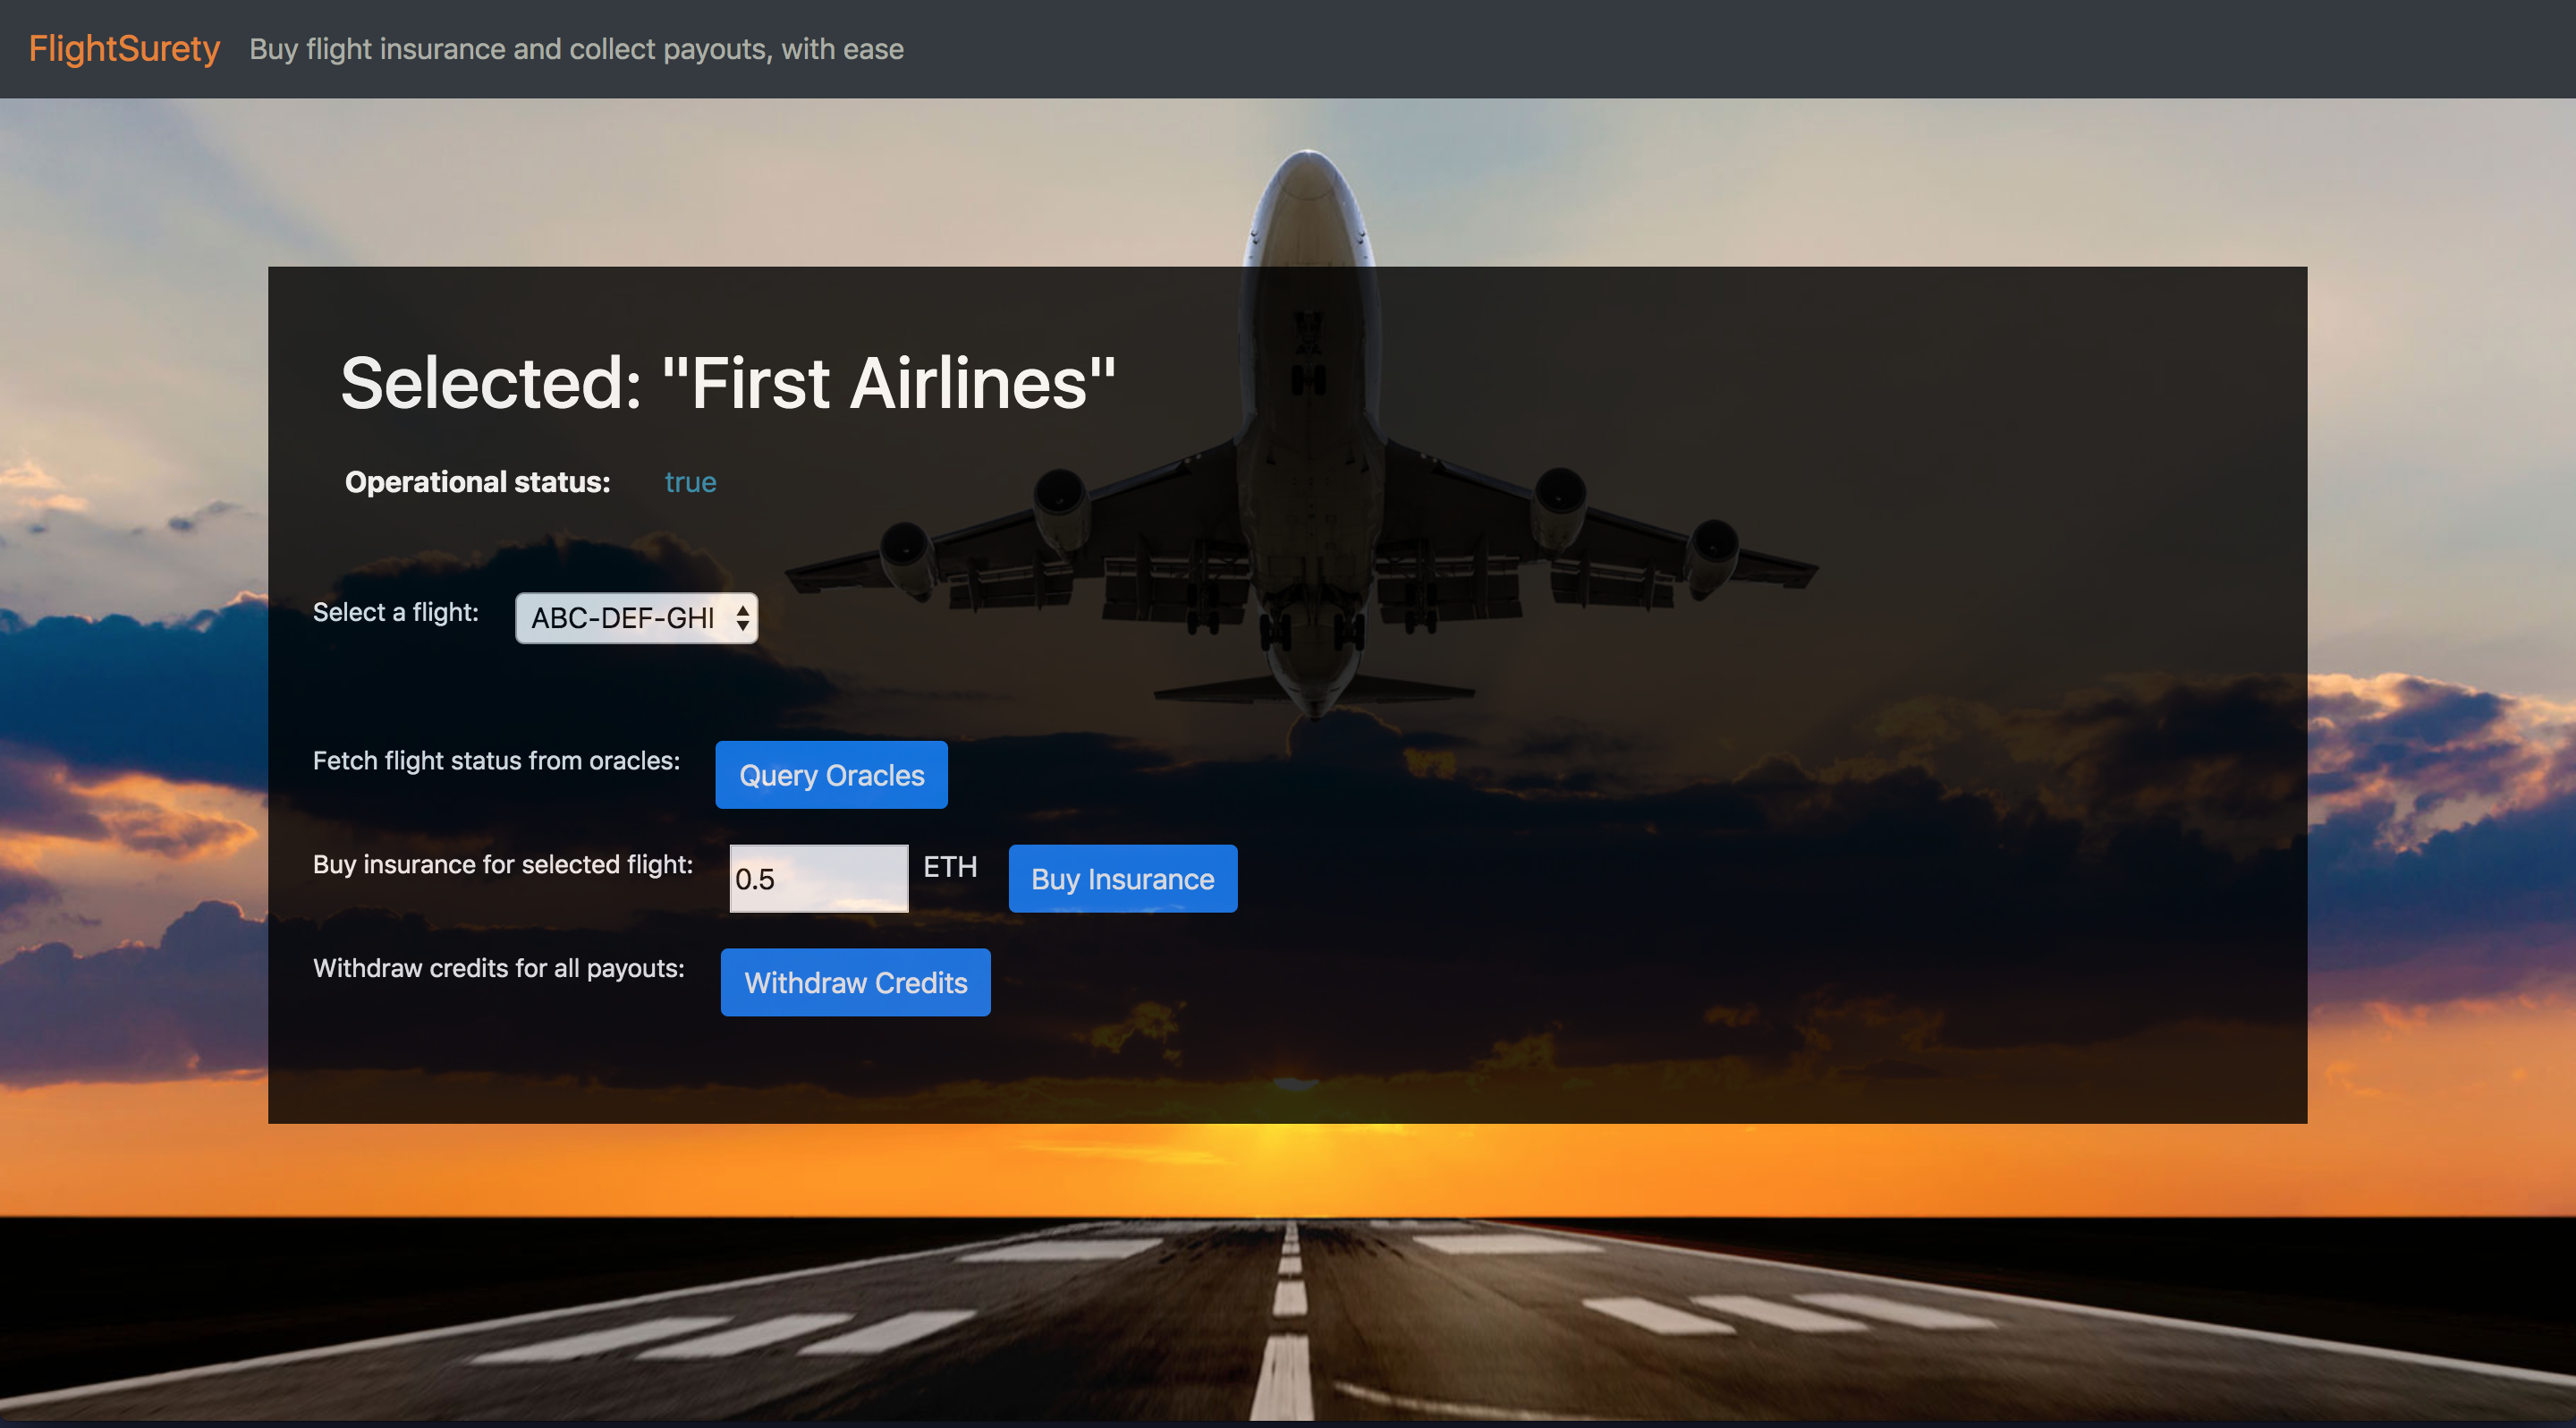 FlightSurety Buy flight insurance and collect payouts, with ease
Selected: "First Airlines"
Operational status: true
Select a flight: ABC-DEF-GHI
Fetch flight status from oracles: Query Oracles
Buy insurance for selected flight: 0.5 ETH Buy Insurance
Withdraw credits for all payouts: Withdraw Credits